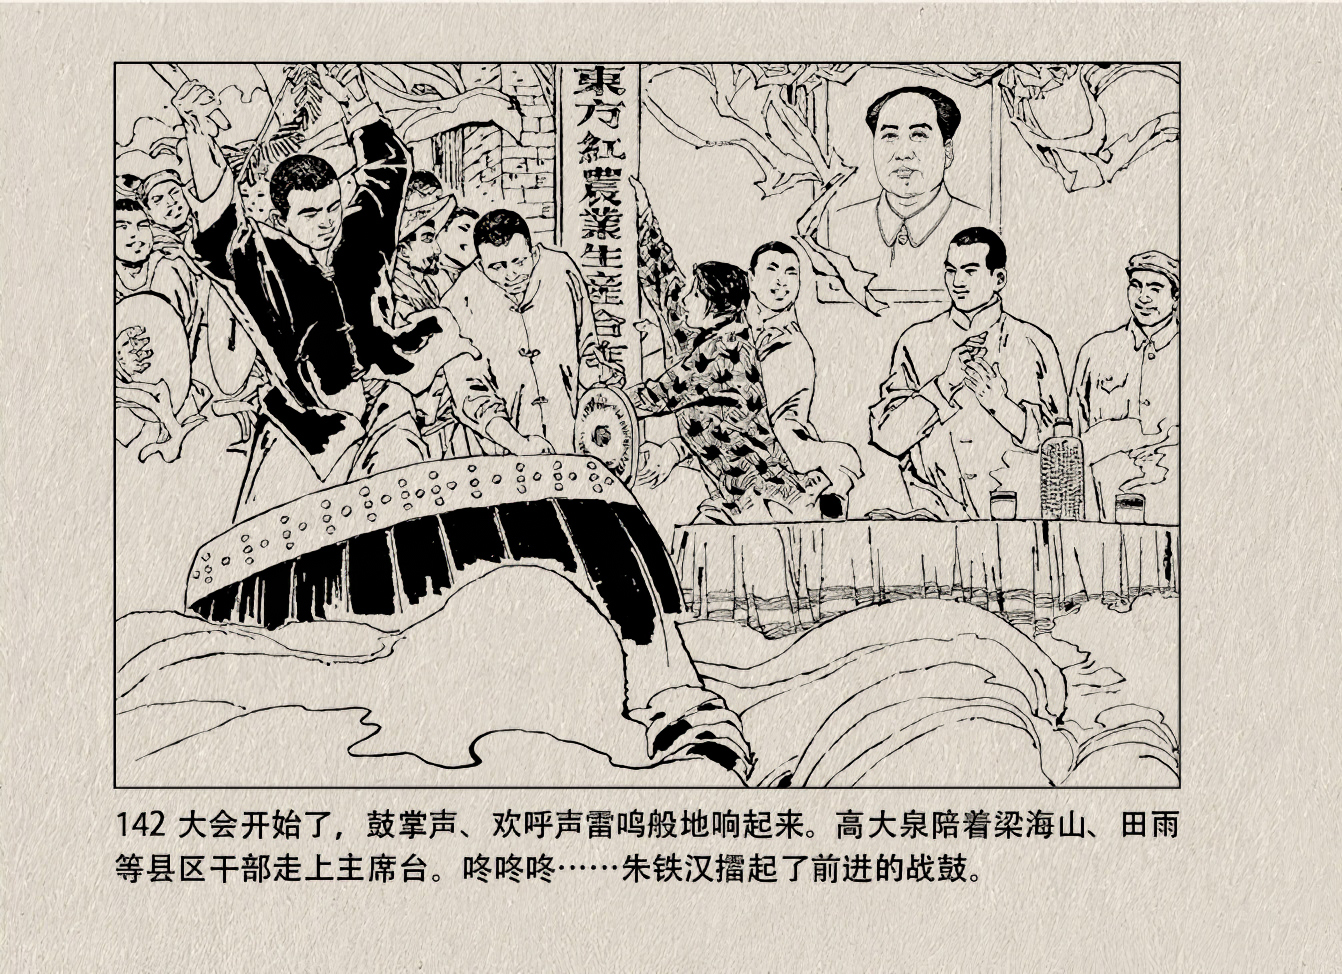 東方紅農業生産合作
142 大会开始了，鼓掌声、欢呼声雷鸣般地响起来。高大泉陪着梁海山、田雨
等县区干部走上主席台。咚咚咚……朱铁汉擂起了前进的战鼓。